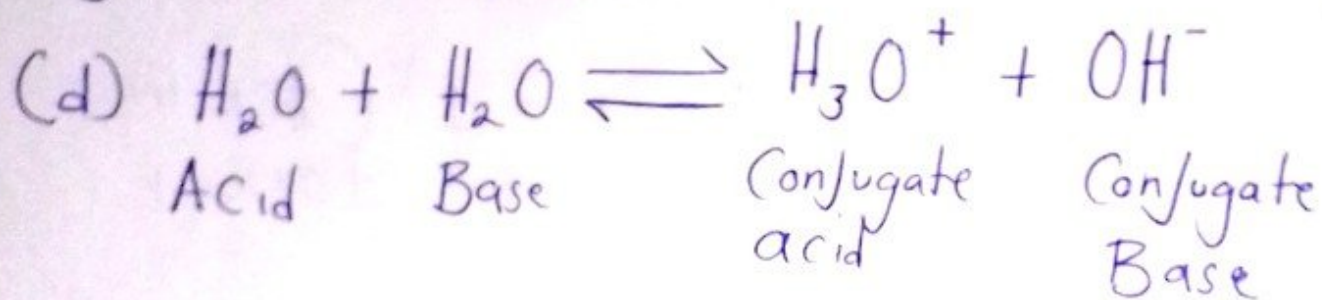 (d) H₂O + H₂O ⇌ H₃O⁺ + OH⁻
Acid Base Conjugate Conjugate
acid Base